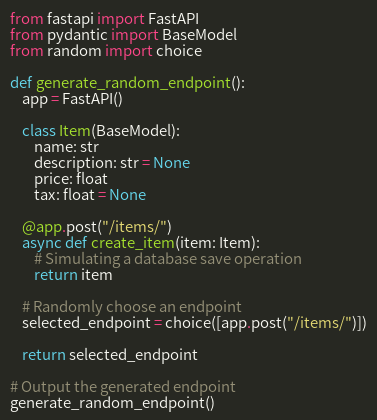 from fastapi import FastAPI
from pydantic import BaseModel
from random import choice

def generate_random_endpoint():
    app = FastAPI()

    class Item(BaseModel):
        name: str
        description: str = None
        price: float
        tax: float = None

    @app.post("/items/")
    async def create_item(item: Item):
        # Simulating a database save operation
        return item

    # Randomly choose an endpoint
    selected_endpoint = choice([app.post("/items/")])

    return selected_endpoint

# Output the generated endpoint
generate_random_endpoint()